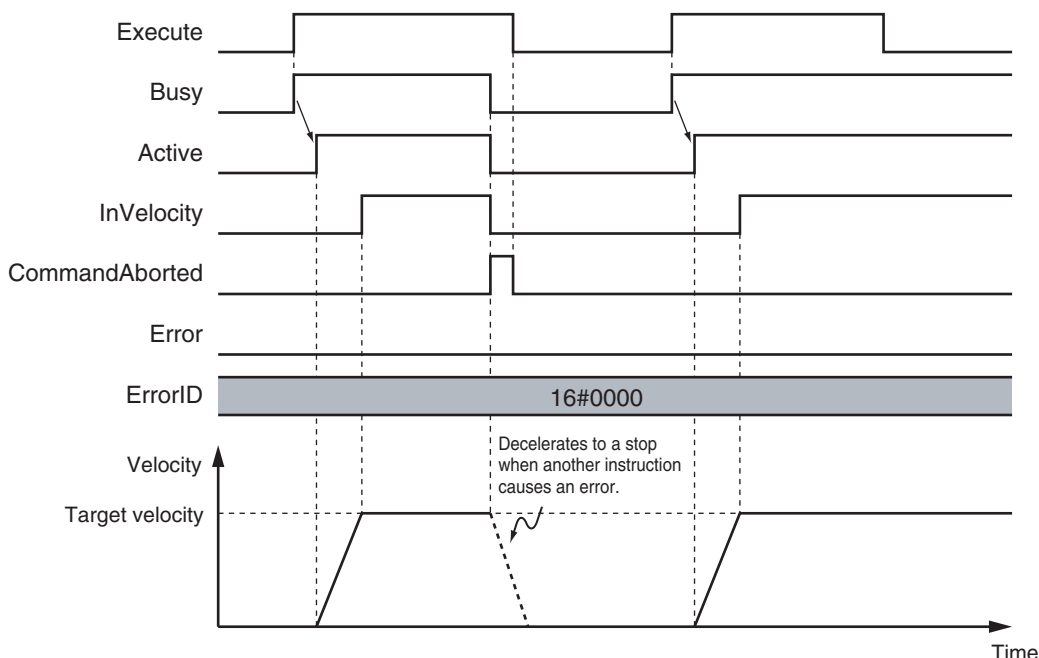 Execute
Busy
Active
InVelocity
CommandAborted
Error
ErrorID
16#0000
Velocity
Decelerates to a stop
when another instruction
causes an error.
Target velocity
Time